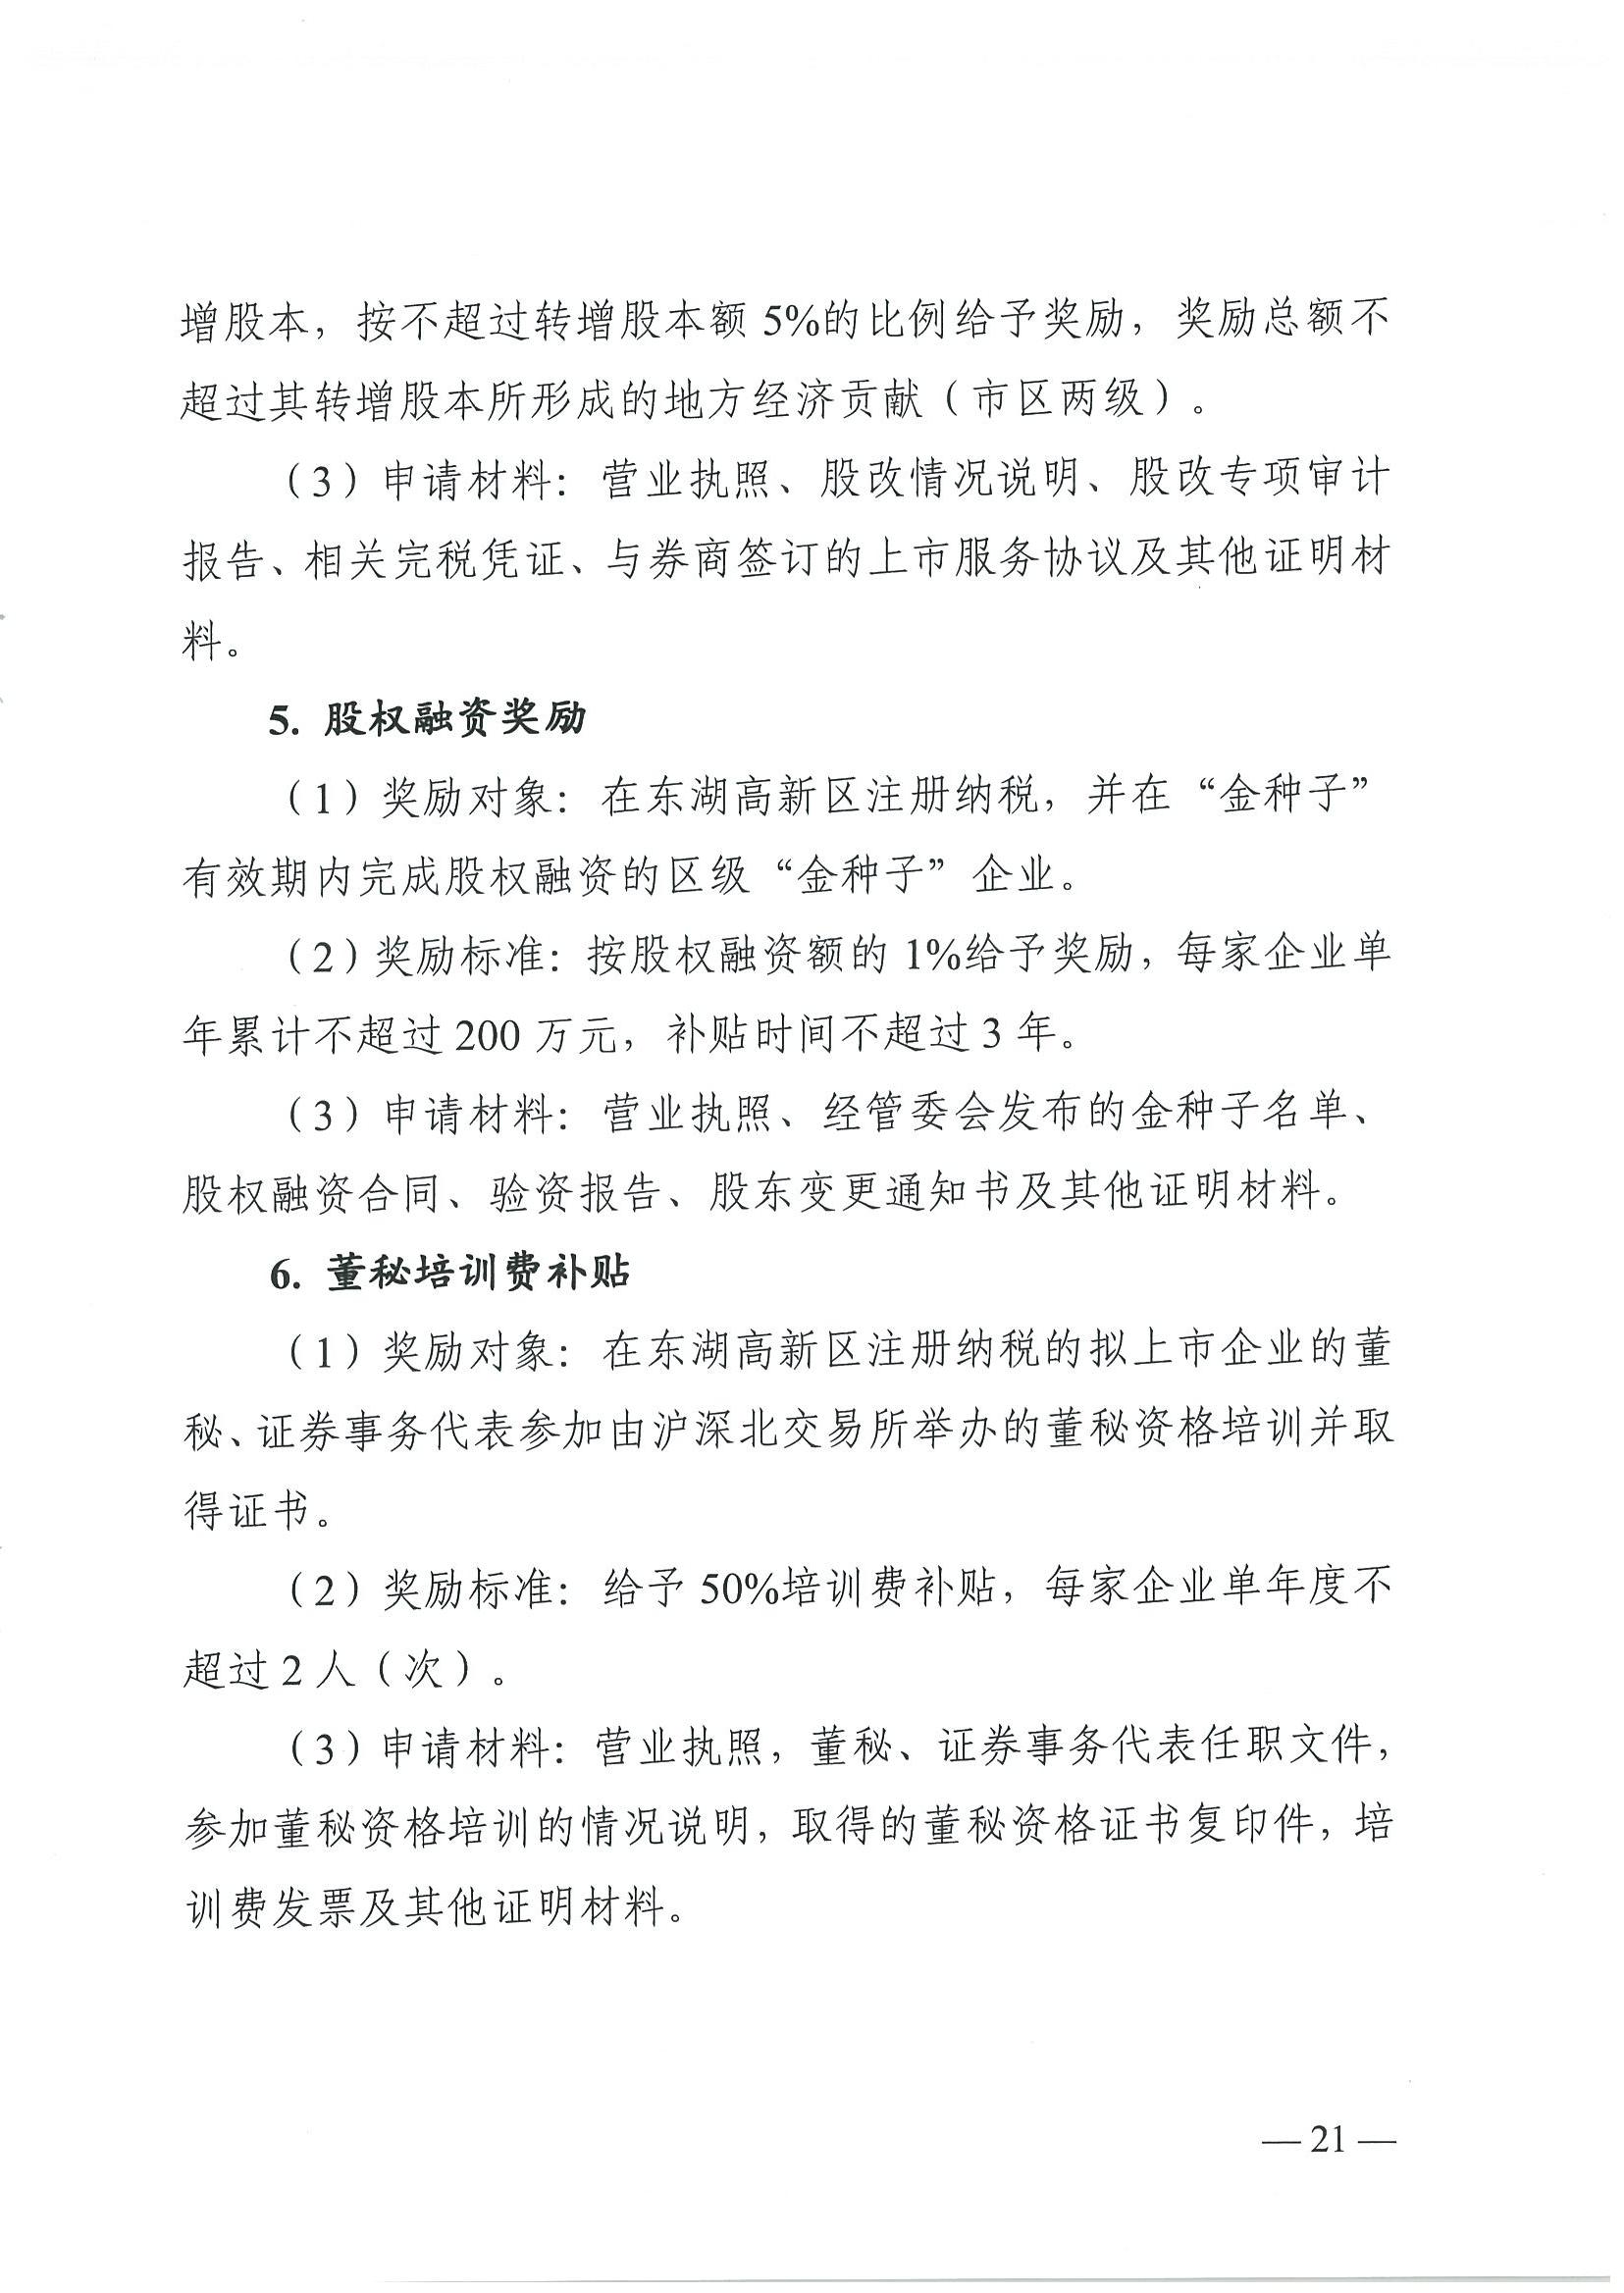 增股本，按不超过转增股本额 5%的比例给予奖励，奖励总额不
超过其转增股本所形成的地方经济贡献（市区两级）。
（3）申请材料：营业执照、股改情况说明、股改专项审计
报告、相关完税凭证、与券商签订的上市服务协议及其他证明材
料。
5. 股权融资奖励
（1）奖励对象：在东湖高新区注册纳税，并在“金种子”
有效期内完成股权融资的区级“金种子”企业。
（2）奖励标准：按股权融资额的 1%给予奖励，每家企业单
年累计不超过 200 万元，补贴时间不超过 3 年。
（3）申请材料：营业执照、经管委会发布的金种子名单、
股权融资合同、验资报告、股东变更通知书及其他证明材料。
6. 董秘培训费补贴
（1）奖励对象：在东湖高新区注册纳税的拟上市企业的董
秘、证券事务代表参加由沪深北交易所举办的董秘资格培训并取
得证书。
（2）奖励标准：给予 50%培训费补贴，每家企业单年度不
超过 2 人（次）。
（3）申请材料：营业执照，董秘、证券事务代表任职文件，
参加董秘资格培训的情况说明，取得的董秘资格证书复印件，培
训费发票及其他证明材料。
— 21 —